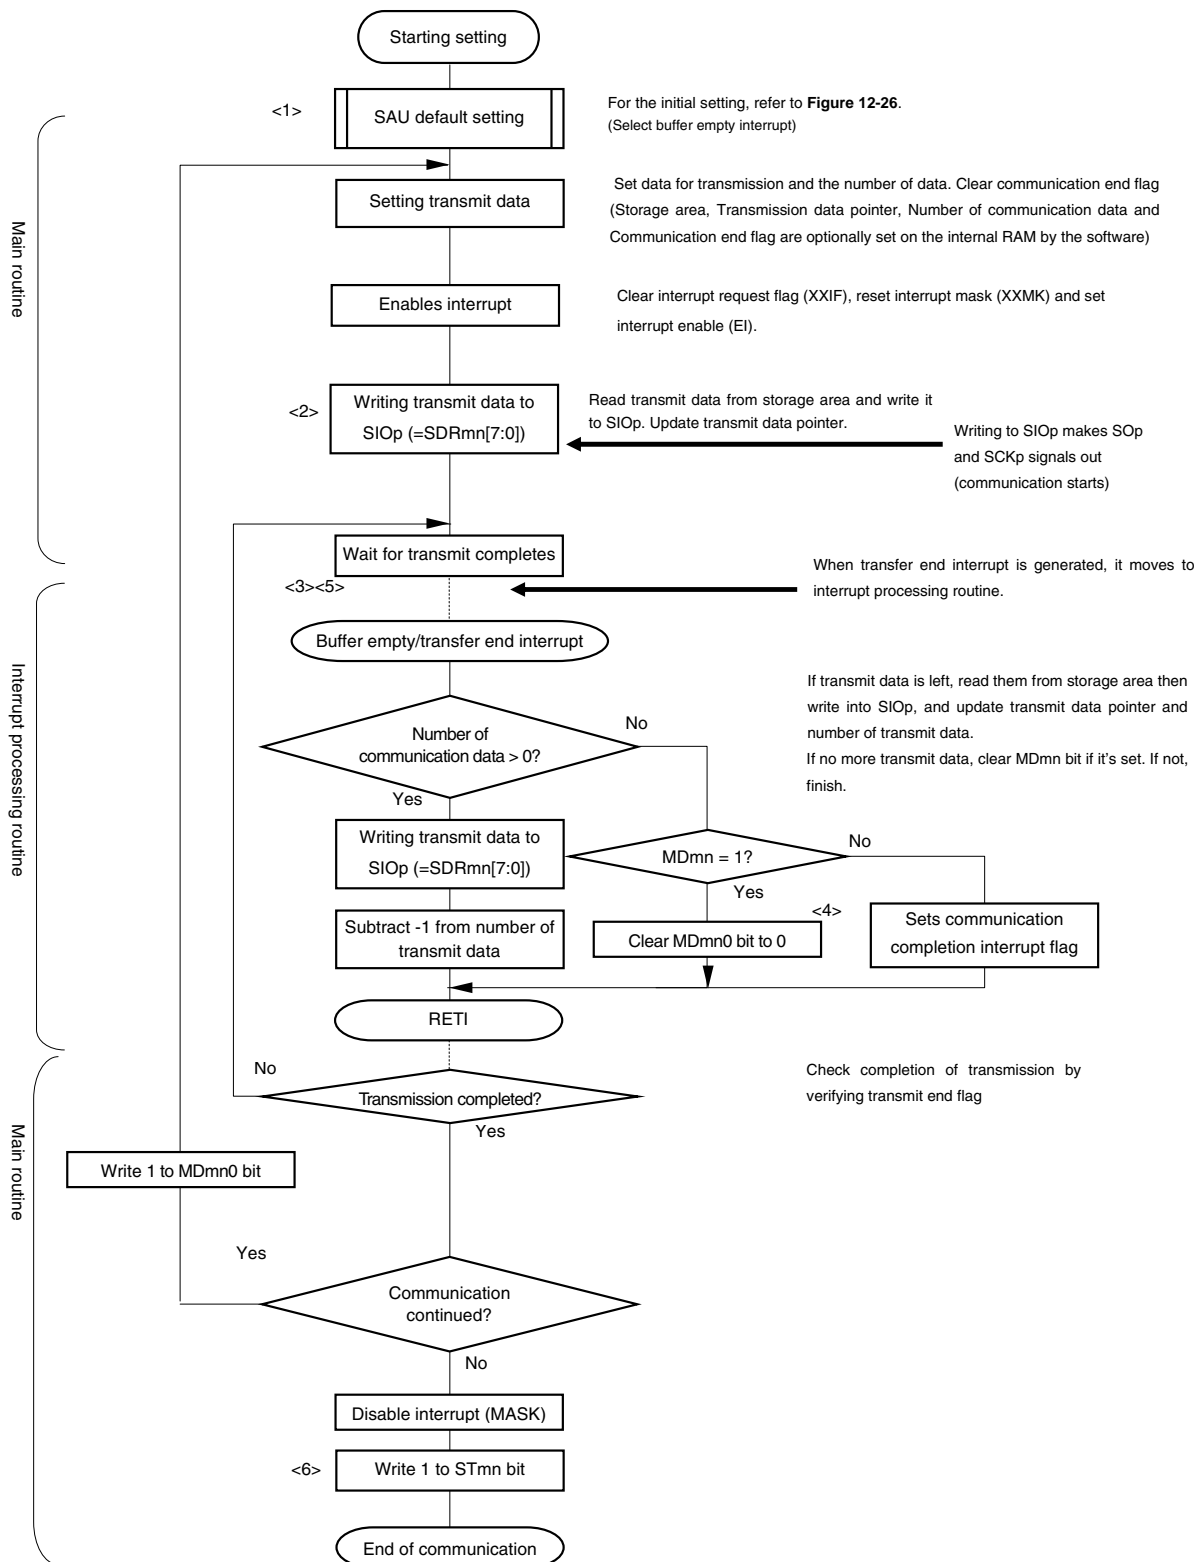 Starting setting
<1>
SAU default setting
For the initial setting, refer to Figure 12-26.
(Select buffer empty interrupt)
Main routine
Setting transmit data
Set data for transmission and the number of data. Clear communication end flag
(Storage area, Transmission data pointer, Number of communication data and
Communication end flag are optionally set on the internal RAM by the software)
Enables interrupt
Clear interrupt request flag (XXIF), reset interrupt mask (XXMK) and set
interrupt enable (EI).
<2>
Writing transmit data to
SIOp (=SDRmn[7:0])
Read transmit data from storage area and write it
to SIOp. Update transmit data pointer.
Writing to SIOp makes SOp
and SCKp signals out
(communication starts)
Wait for transmit completes
<3><5>
When transfer end interrupt is generated, it moves to
interrupt processing routine.
Interrupt processing routine
Buffer empty/transfer end interrupt
Number of
communication data > 0?
No
Yes
If transmit data is left, read them from storage area then
write into SIOp, and update transmit data pointer and
number of transmit data.
If no more transmit data, clear MDmn bit if it's set. If not,
finish.
Writing transmit data to
SIOp (=SDRmn[7:0])
MDmn = 1?
No
Yes
<4>
Subtract -1 from number of
transmit data
Clear MDmn0 bit to 0
Sets communication
completion interrupt flag
RETI
Main routine
No
Transmission completed?
Yes
Check completion of transmission by
verifying transmit end flag
Write 1 to MDmn0 bit
Yes
Communication
continued?
No
Disable interrupt (MASK)
<6>
Write 1 to STmn bit
End of communication